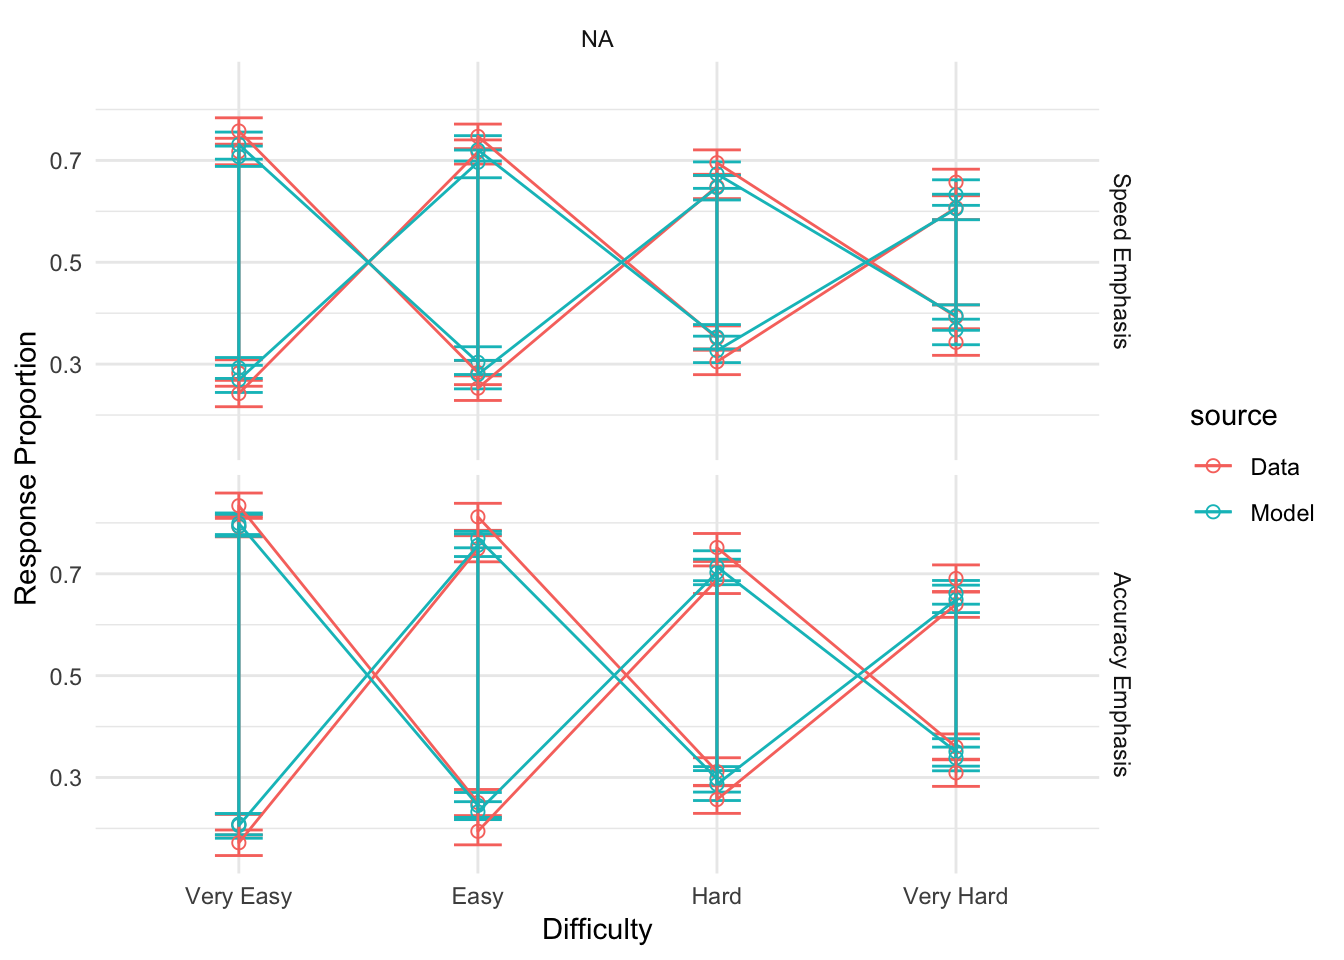 NA
0.7
0.5
0.3
Speed Emphasis
0.7
0.5
0.3
Accuracy Emphasis
Response Proportion
Very Easy Easy Hard Very Hard
Difficulty
source
Data
Model